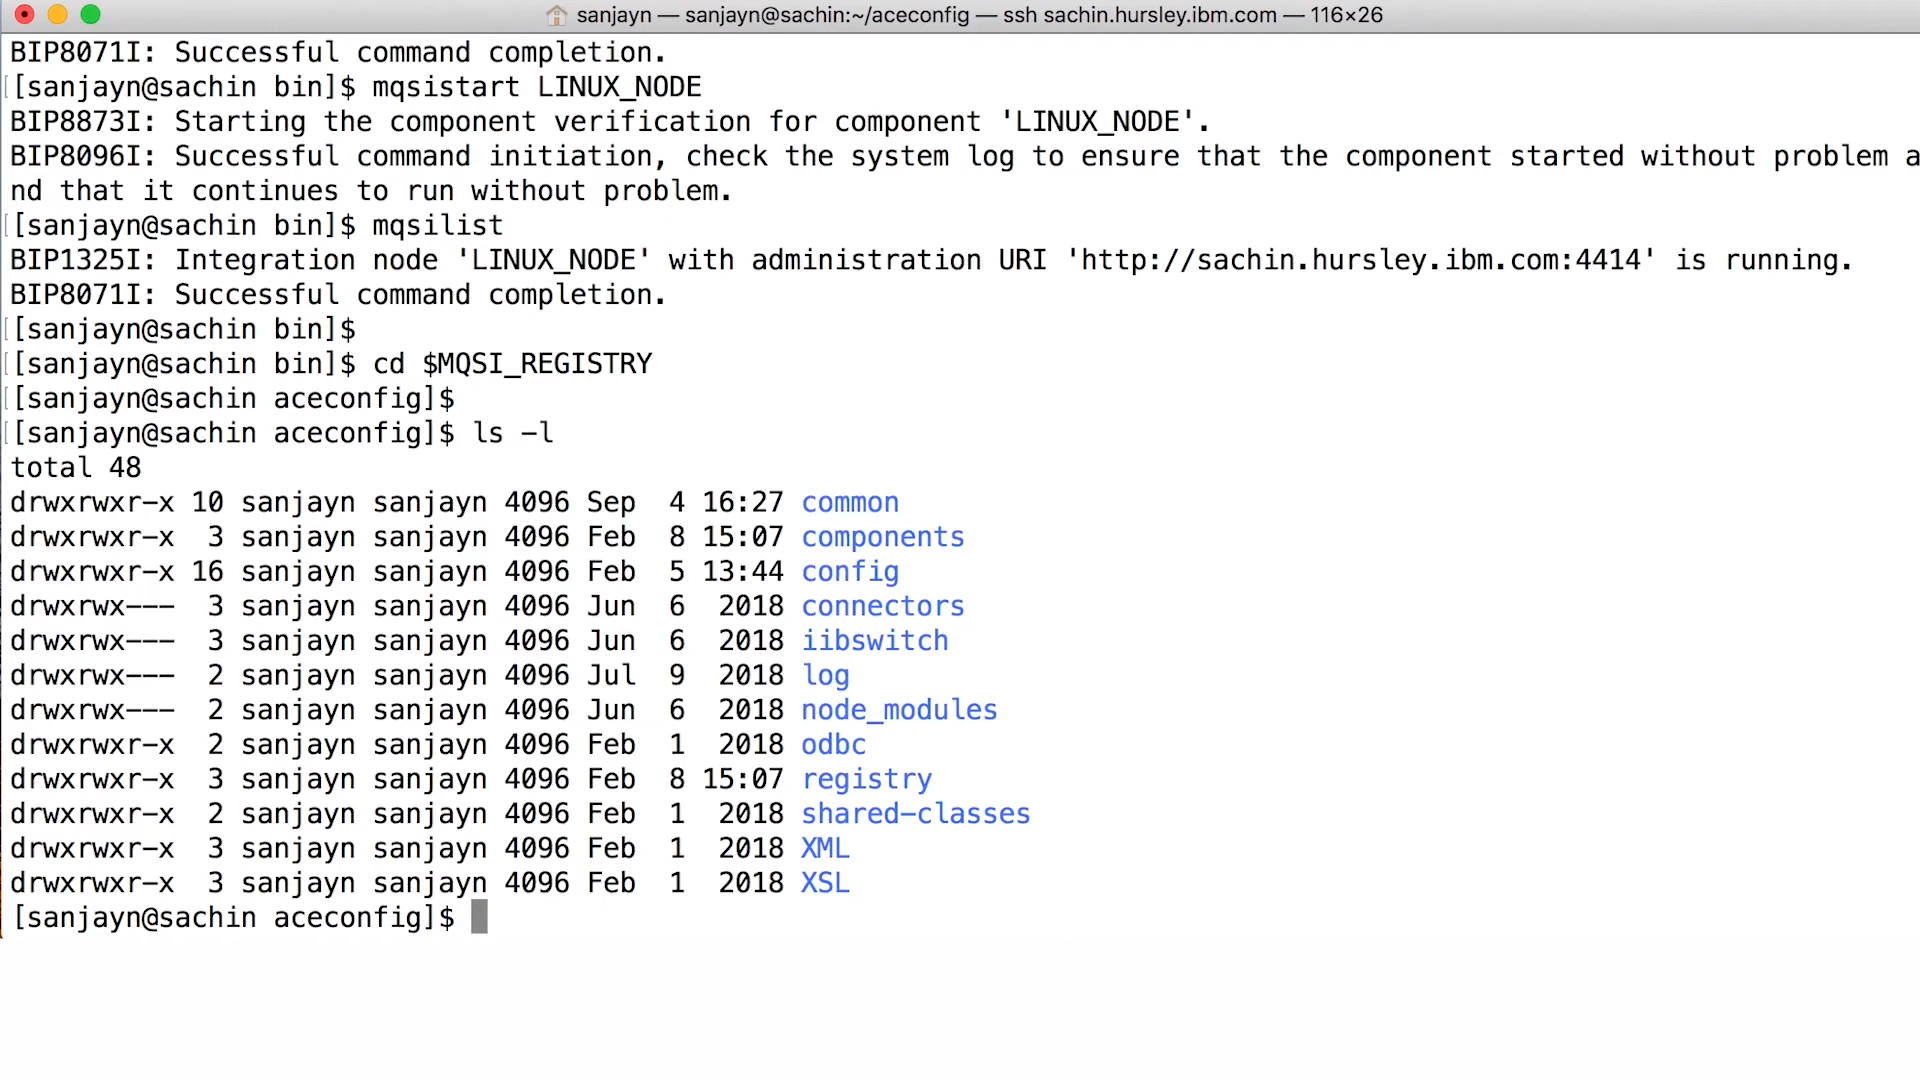 sanjayn — sanjayn@sachin:~/aceconfig — ssh sachin.hursley.ibm.com — 116×26
BIP8071I: Successful command completion.
[[sanjayn@sachin bin]$ mqsistart LINUX_NODE
BIP8873I: Starting the component verification for component 'LINUX_NODE'.
BIP8096I: Successful command initiation, check the system log to ensure that the component started without problem a
nd that it continues to run without problem.
[[sanjayn@sachin bin]$ mqsilist
BIP1325I: Integration node 'LINUX_NODE' with administration URI 'http://sachin.hursley.ibm.com:4414' is running.
BIP8071I: Successful command completion.
[[sanjayn@sachin bin]$
[[sanjayn@sachin bin]$ cd $MQSI_REGISTRY
[[sanjayn@sachin aceconfig]$
[[sanjayn@sachin aceconfig]$ ls -l
total 48
drwxrwxr-x 10 sanjayn sanjayn 4096 Sep  4 16:27 common
drwxrwxr-x  3 sanjayn sanjayn 4096 Feb  8 15:07 components
drwxrwxr-x 16 sanjayn sanjayn 4096 Feb  5 13:44 config
drwxrwx---  3 sanjayn sanjayn 4096 Jun  6  2018 connectors
drwxrwx---  3 sanjayn sanjayn 4096 Jun  6  2018 iibswitch
drwxrwx---  2 sanjayn sanjayn 4096 Jul  9  2018 log
drwxrwx---  2 sanjayn sanjayn 4096 Jun  6  2018 node_modules
drwxrwxr-x  2 sanjayn sanjayn 4096 Feb  1  2018 odbc
drwxrwxr-x  3 sanjayn sanjayn 4096 Feb  8 15:07 registry
drwxrwxr-x  2 sanjayn sanjayn 4096 Feb  1  2018 shared-classes
drwxrwxr-x  3 sanjayn sanjayn 4096 Feb  1  2018 XML
drwxrwxr-x  3 sanjayn sanjayn 4096 Feb  1  2018 XSL
[sanjayn@sachin aceconfig]$